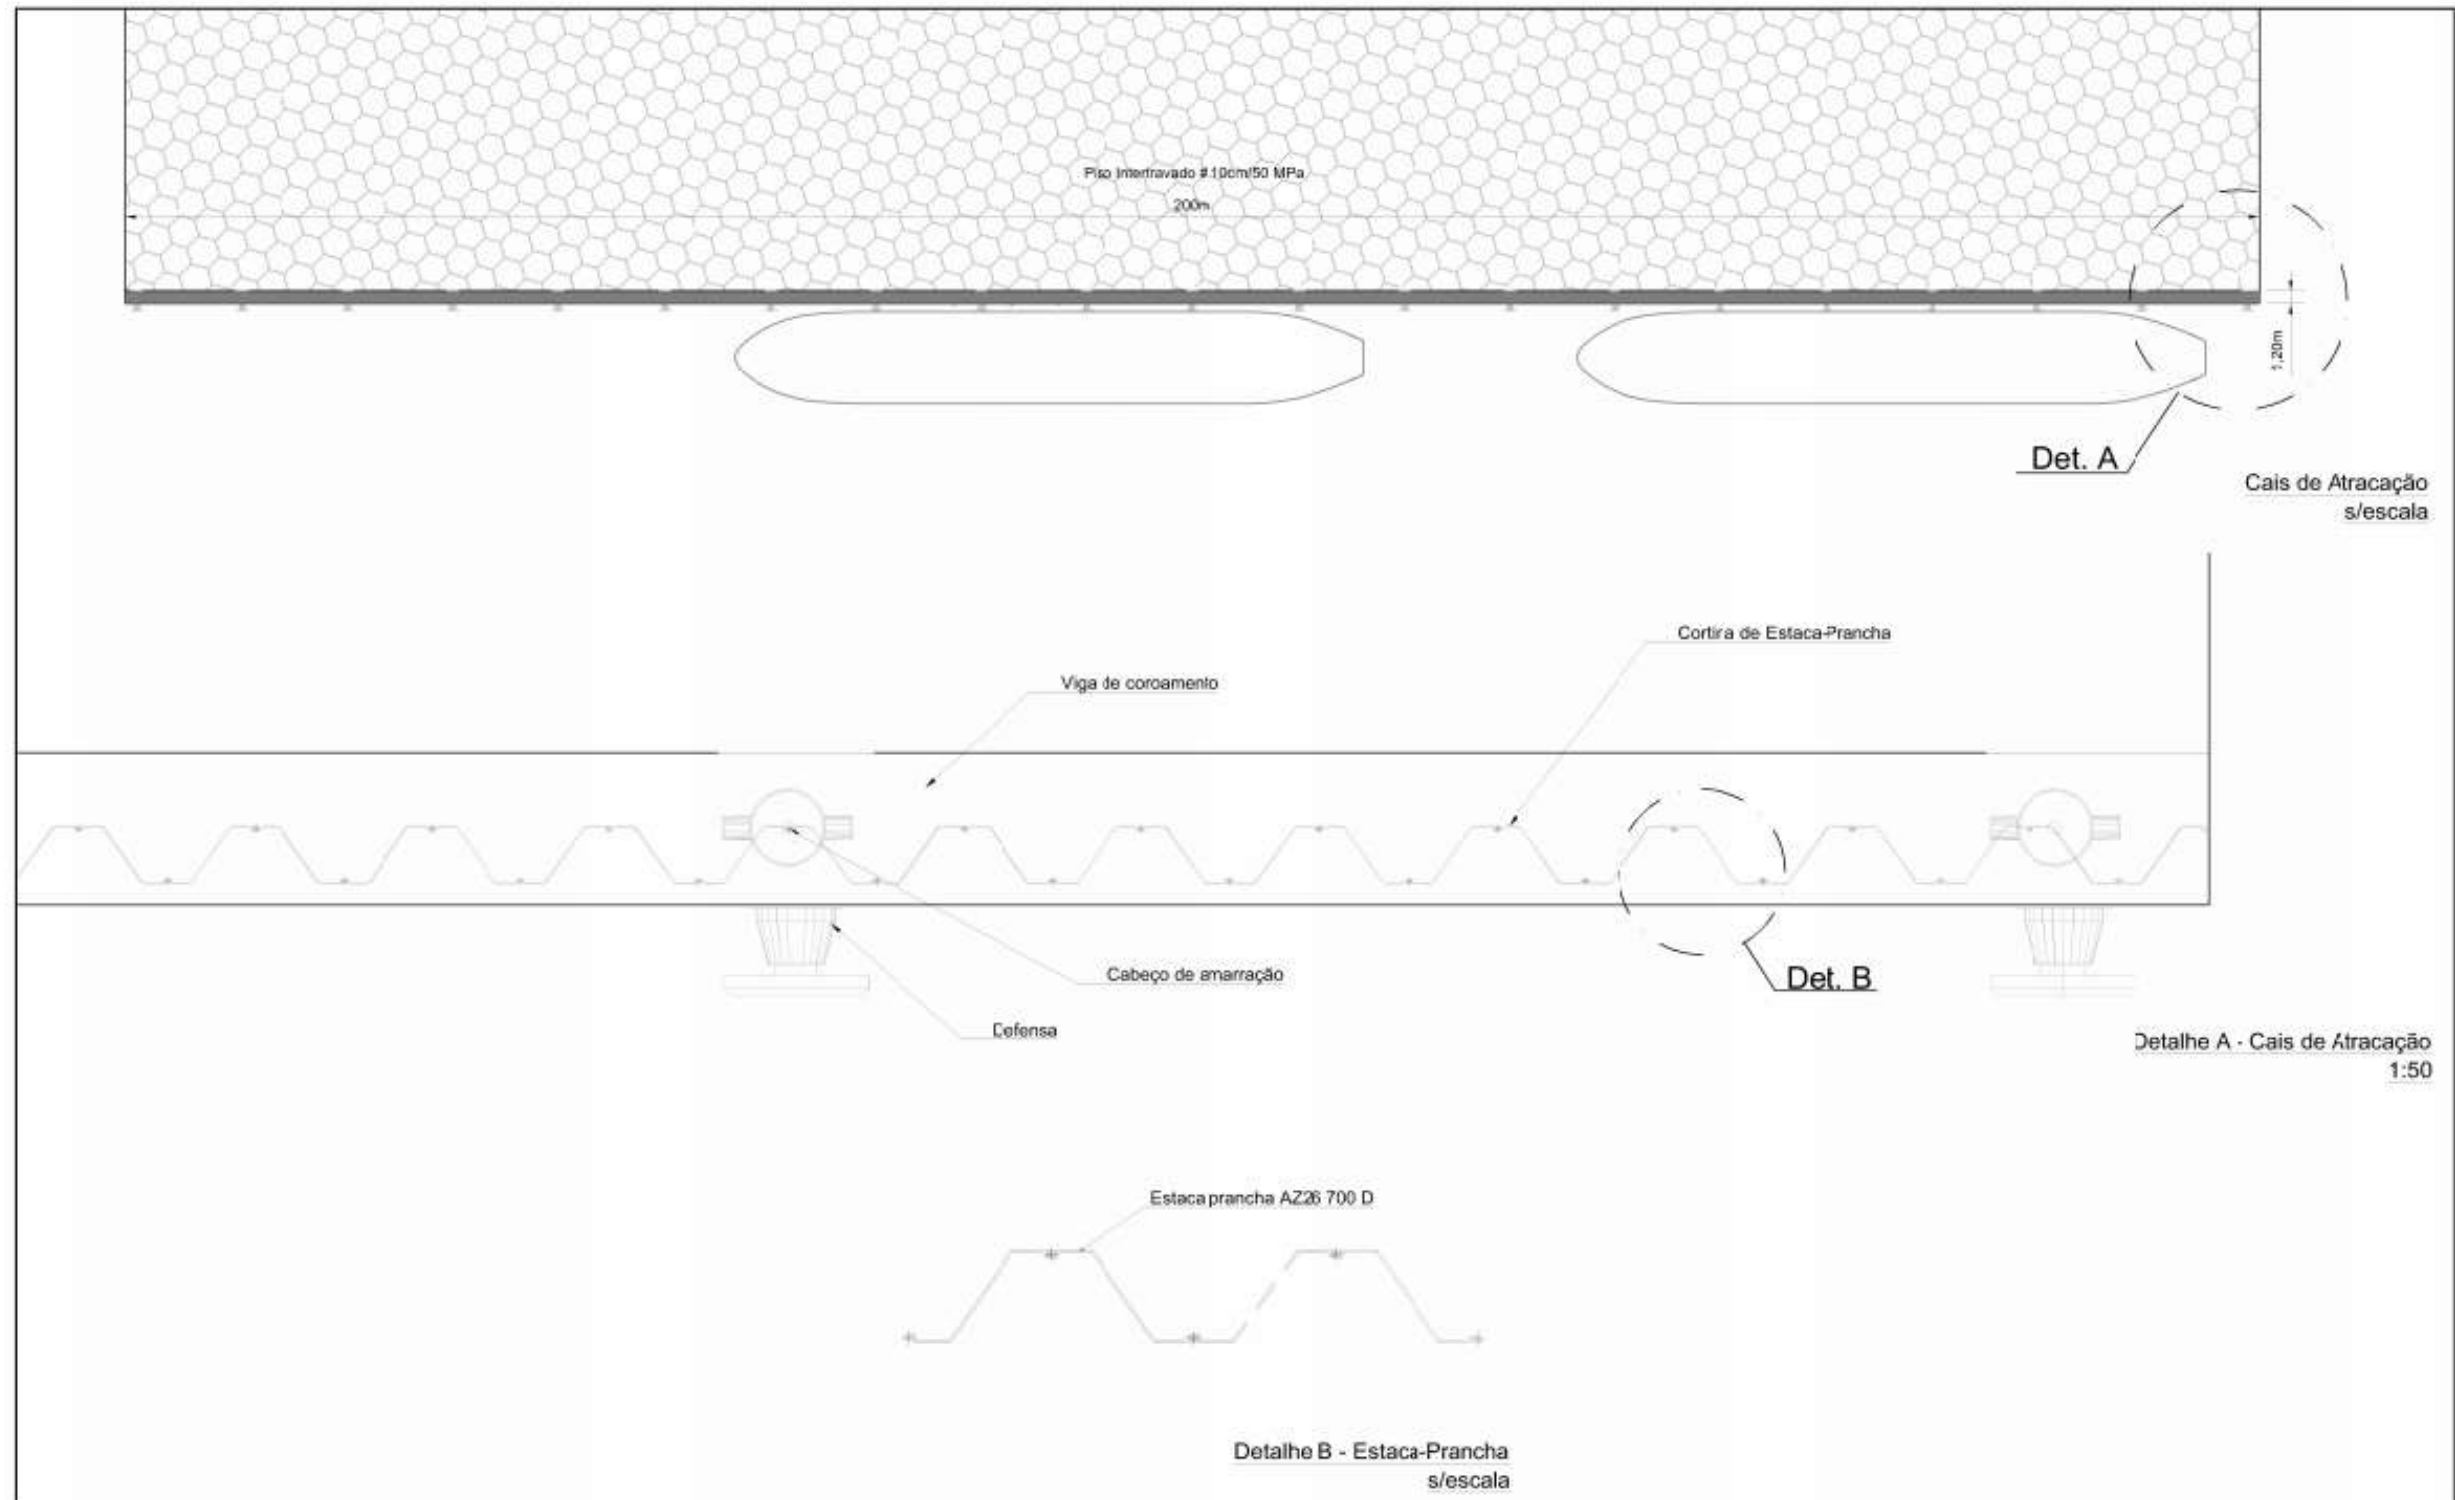 Piso Intertravado # 10cm/50 MPa
200m
1,20m
Det. A
Cais de Atracação
s/escala
Cortina de Estaca-Prancha
Viga de coroamento
Cabeço de amarração
Det. B
Defensa
Detalhe A - Cais de Atracação
1:50
Estaca prancha AZ26 700 D
Detalhe B - Estaca-Prancha
s/escala